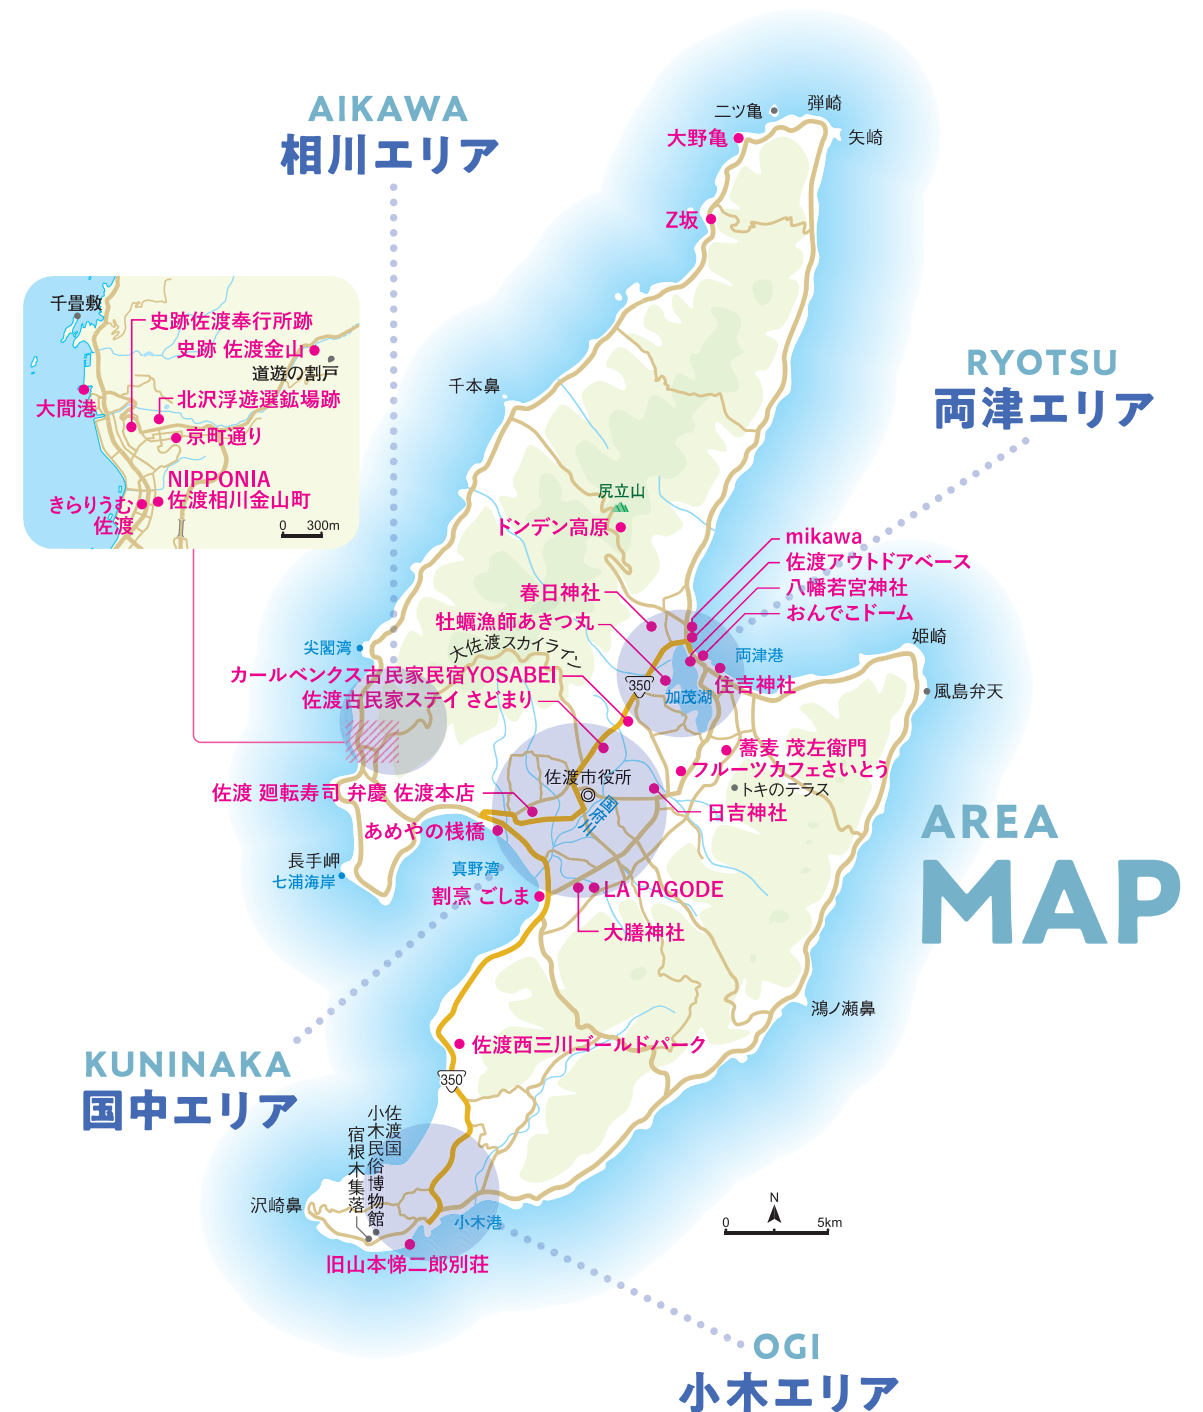 AIKAWA
相川エリア
二ツ亀
弾崎
矢崎
大野亀
Z坂
千畳敷
史跡佐渡奉行所跡
史跡 佐渡金山
道遊の割戸
大間港
北沢浮遊選鉱場跡
京町通り
NIPPONIA
佐渡相川金山町
きらりうむ
佐渡
0 300m
RYOTSU
両津エリア
千本鼻
尻立山
ドンデン高原
mikawa
佐渡アウトドアベース
八幡若宮神社
おんでこドーム
春日神社
牡蠣漁師あきつ丸
大佐渡スカイライン
尖閣湾
姫崎
両津港
住吉神社
風島弁天
カールベンクス古民家民宿YOSABEI
350
加茂湖
佐渡古民家ステイ さどまり
蕎麦 茂左衛門
フルーツカフェさいとう
トキのテラス
佐渡市役所
国府川
日吉神社
佐渡 廻転寿司 弁慶 佐渡本店
あめやの桟橋
長手岬
七浦海岸
真野湾
割烹 ごしま
LA PAGODE
大膳神社
AREA
MAP
鴻ノ瀬鼻
佐渡西三川ゴールドパーク
KUNINAKA
国中エリア
350
佐渡国
小木民俗博物館
宿根木集落
沢崎鼻
小木港
旧山本悌二郎別荘
N
0 5km
OGI
小木エリア